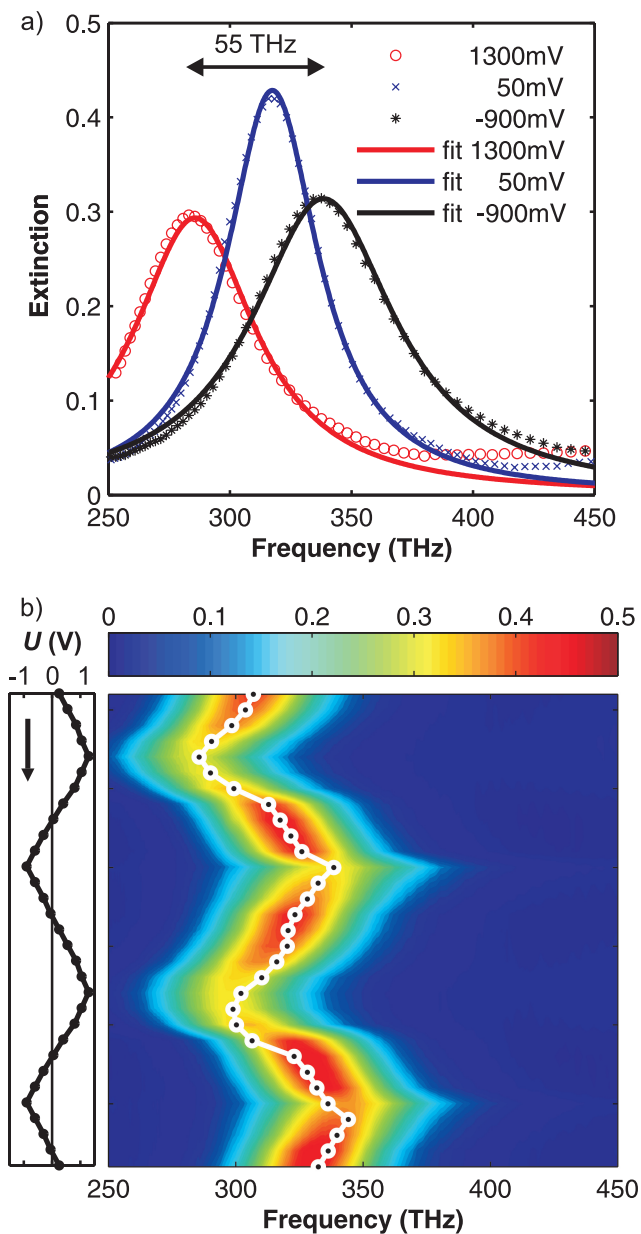 a)
0.5
0.4
0.3
0.2
0.1
0
Extinction
55 THz
1300mV
50mV
-900mV
fit 1300mV
fit 50mV
fit -900mV
250 300 350 400 450
Frequency (THz)
b)
0 0.1 0.2 0.3 0.4 0.5
U (V)
-1 0 1
250 300 350 400 450
Frequency (THz)